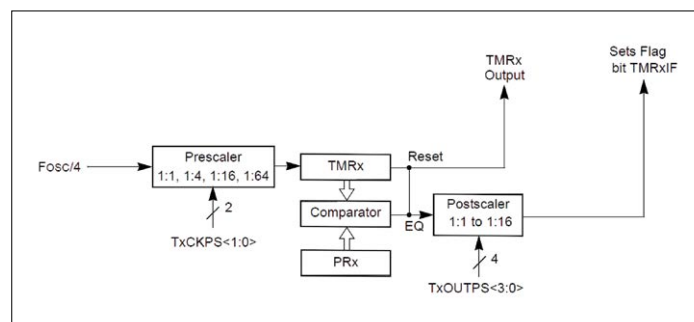 TMRx
Output
Sets Flag
bit TMRxIF
Fosc/4
Prescaler
1:1, 1:4, 1:16, 1:64
2
TxCKPS<1:0>
TMRx
Reset
Comparator
EQ
PRx
Postscaler
1:1 to 1:16
4
TxOUTPS<3:0>